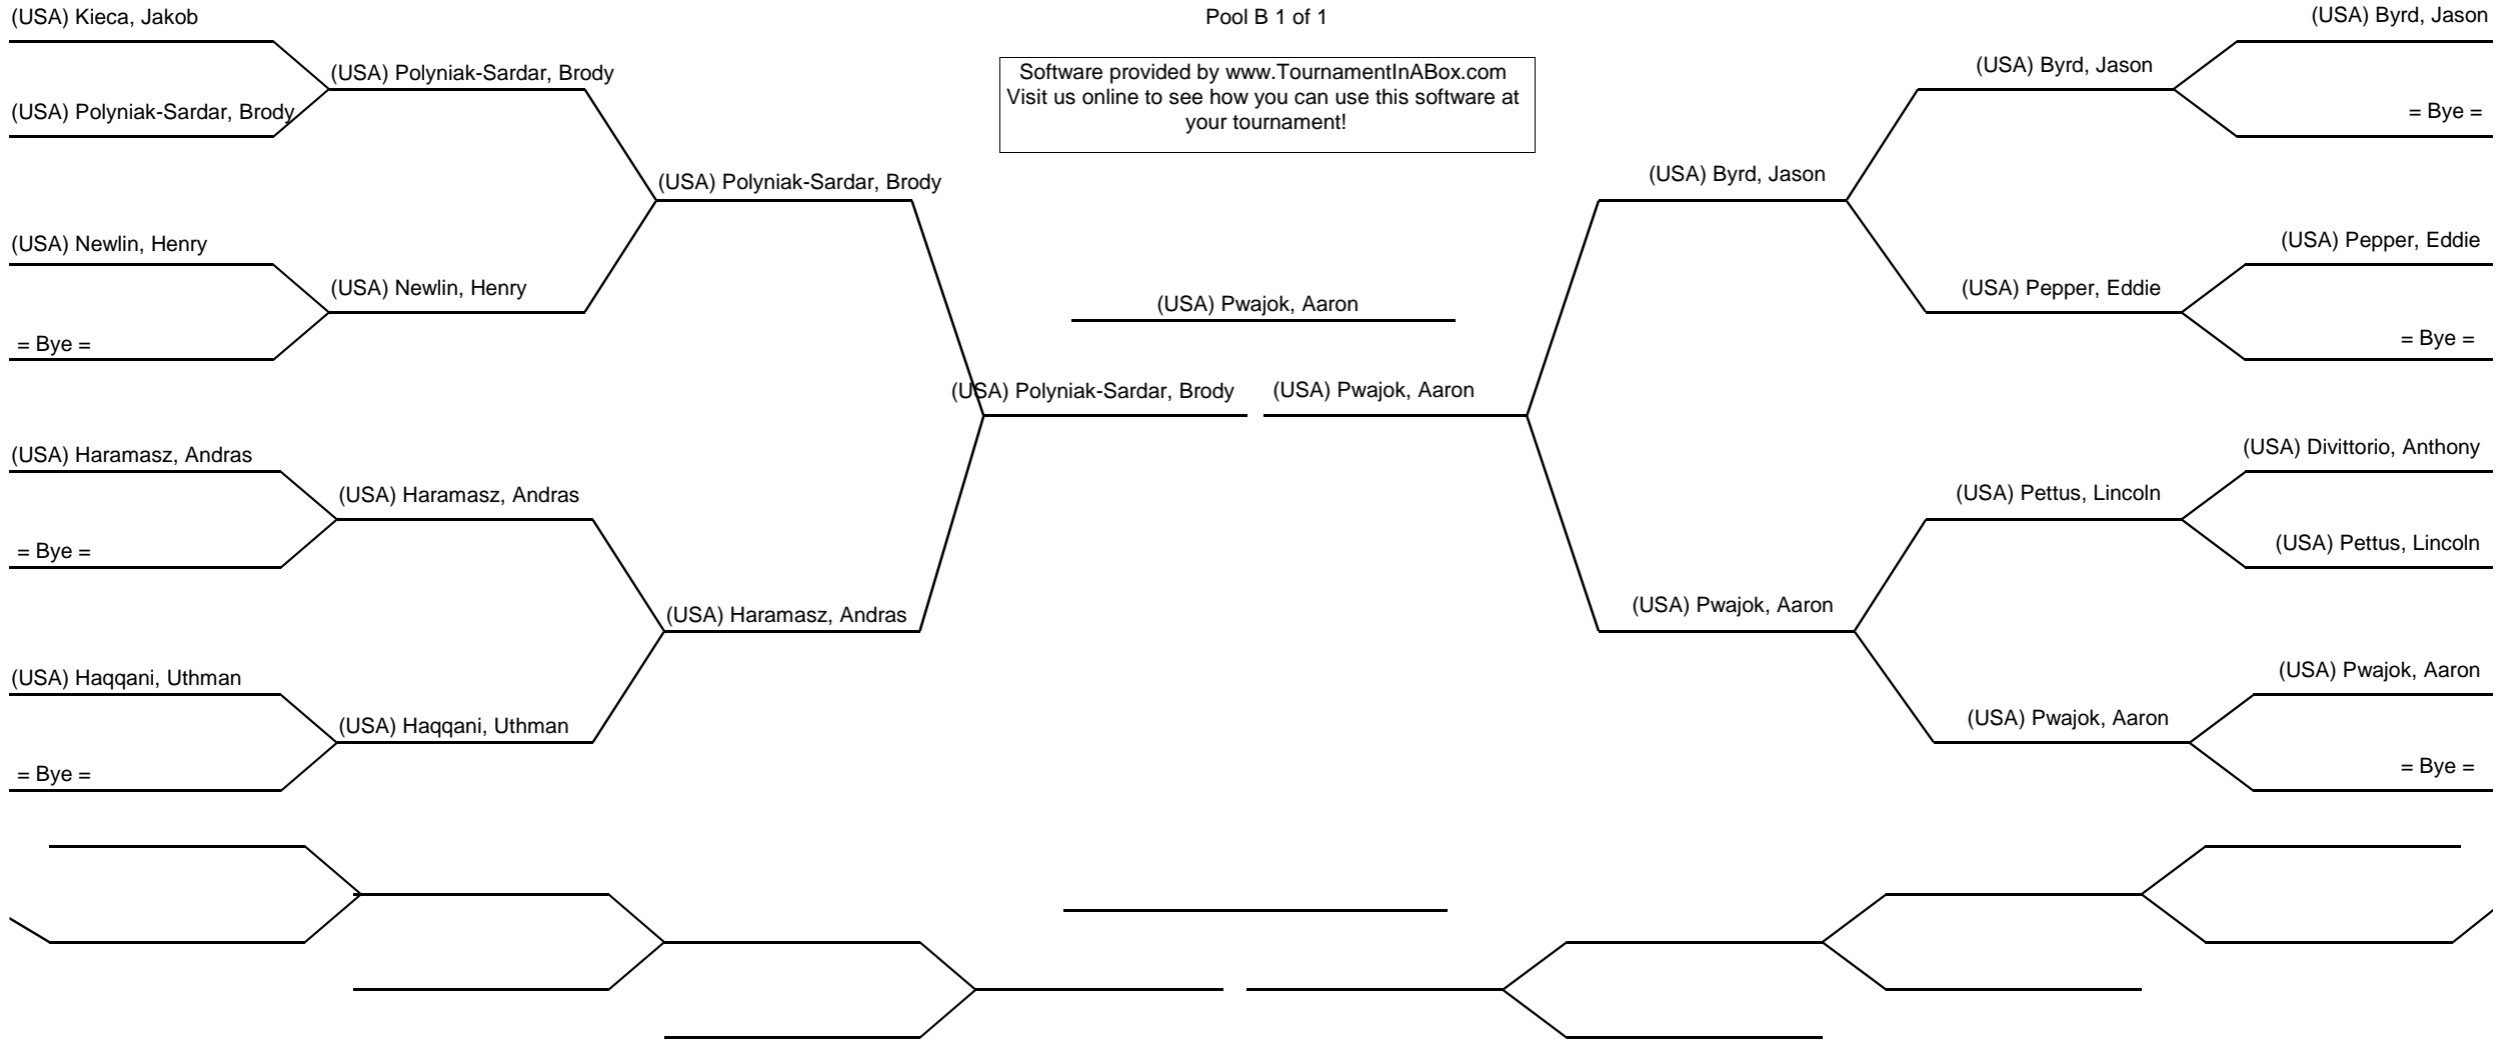 (USA) Kieca, Jakob
Pool B 1 of 1
(USA) Byrd, Jason
(USA) Polyniak-Sardar, Brody
Software provided by www.TournamentInABox.com
Visit us online to see how you can use this software at
your tournament!
(USA) Byrd, Jason
(USA) Polyniak-Sardar, Brody
= Bye =
(USA) Polyniak-Sardar, Brody
(USA) Byrd, Jason
(USA) Newlin, Henry
(USA) Pepper, Eddie
(USA) Newlin, Henry
(USA) Pwajok, Aaron
(USA) Pepper, Eddie
= Bye =
= Bye =
(USA) Polyniak-Sardar, Brody
(USA) Pwajok, Aaron
(USA) Haramasz, Andras
(USA) Divittorio, Anthony
(USA) Haramasz, Andras
(USA) Pettus, Lincoln
= Bye =
(USA) Pettus, Lincoln
(USA) Haramasz, Andras
(USA) Pwajok, Aaron
(USA) Haqqani, Uthman
(USA) Pwajok, Aaron
(USA) Haqqani, Uthman
(USA) Pwajok, Aaron
= Bye =
= Bye =